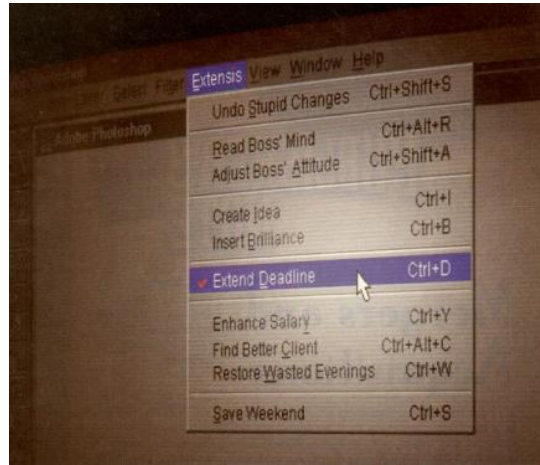 Select Filter Extensis View Window Help
Adobe Photoshop
Undo Stupid Changes Ctrl+Shift+S
Read Boss' Mind Ctrl+Alt+R
Adjust Boss' Attitude Ctrl+Shift+A
Create Idea Ctrl+I
Insert Brilliance Ctrl+B
Extend Deadline Ctrl+D
Enhance Salary Ctrl+Y
Find Better Client Ctrl+Alt+C
Restore Wasted Evenings Ctrl+W
Save Weekend Ctrl+S